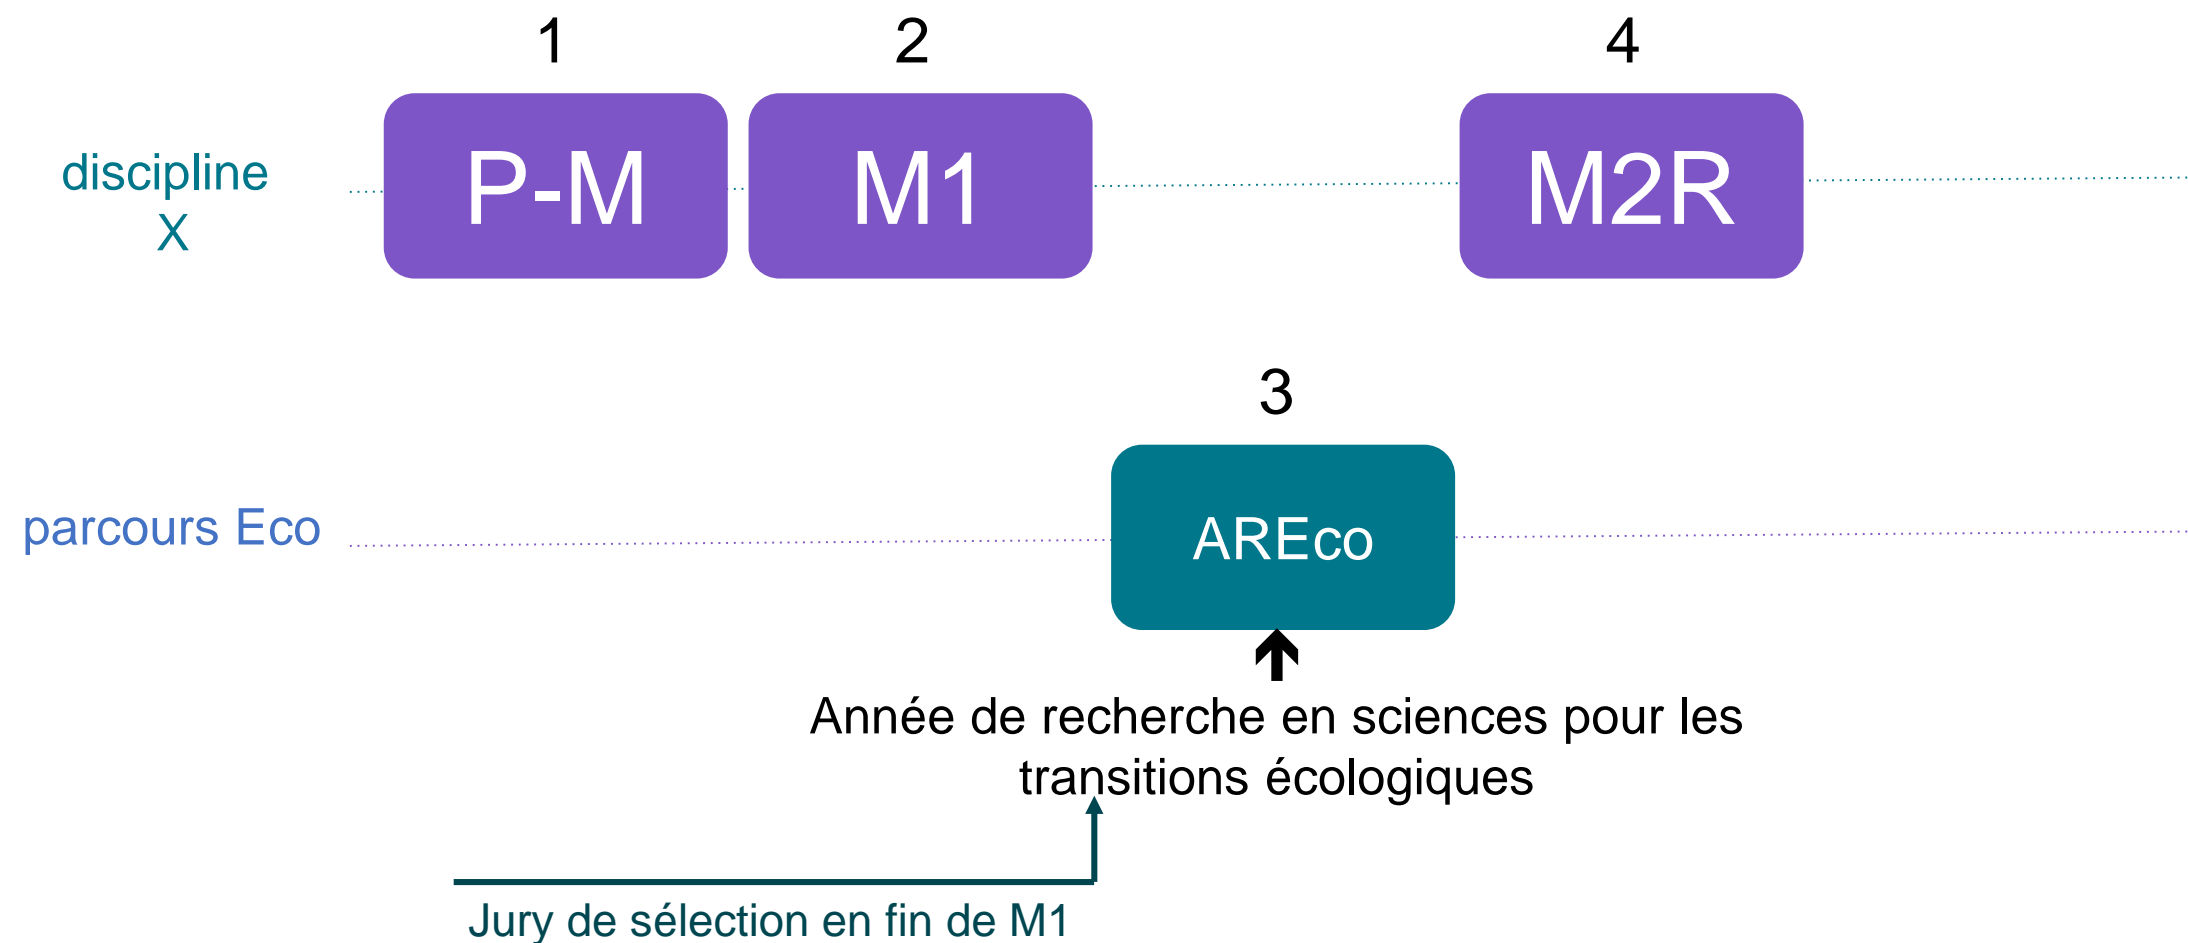 1 2 4
discipline
X
P-M M1 M2R
3
parcours Eco
AREco
Année de recherche en sciences pour les
transitions écologiques
Jury de sélection en fin de M1